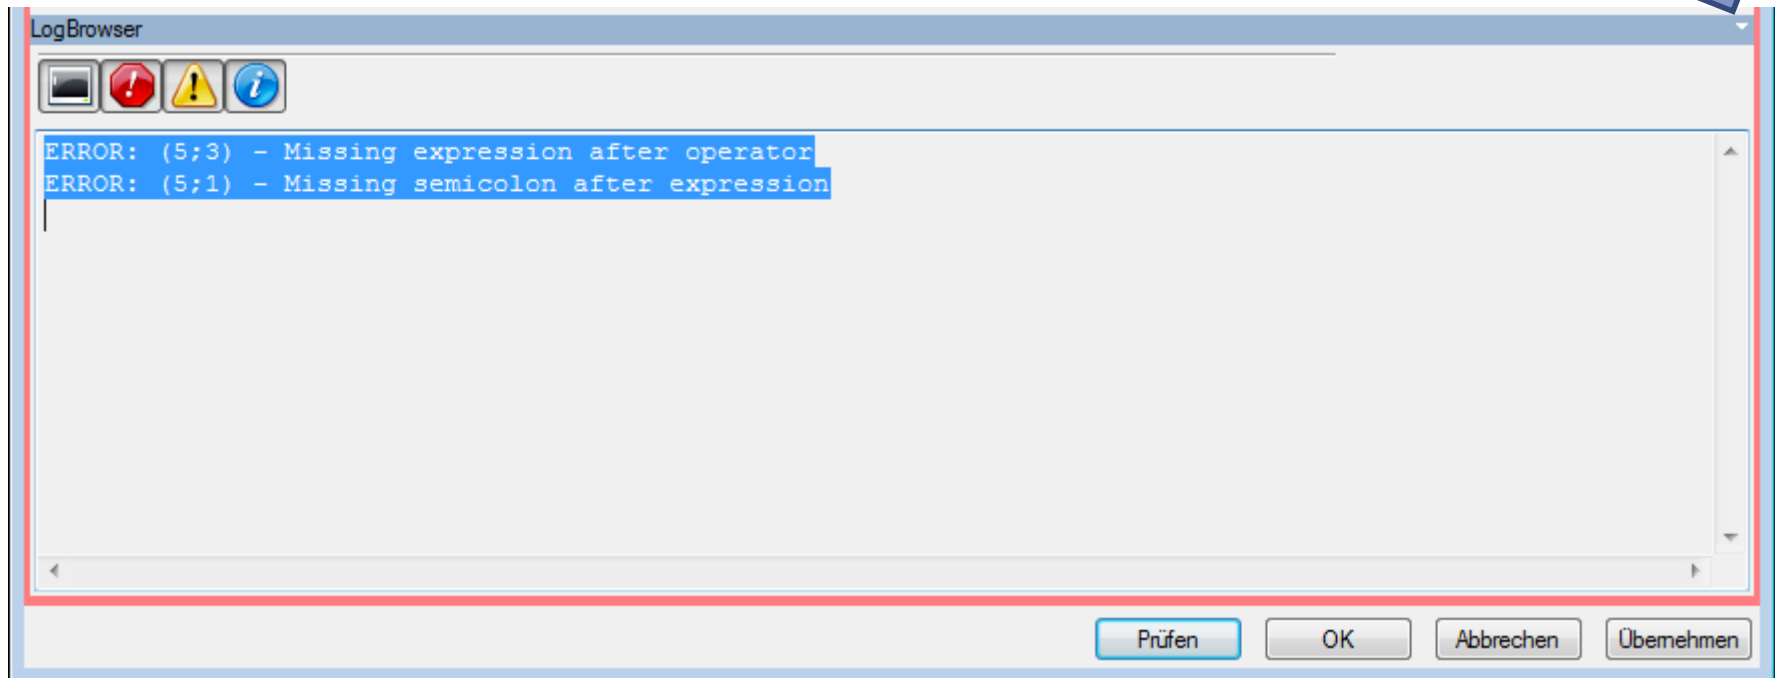 LogBrowser
ERROR: (5;3) - Missing expression after operator
ERROR: (5;1) - Missing semicolon after expression
Prüfen OK Abbrechen Übernehmen